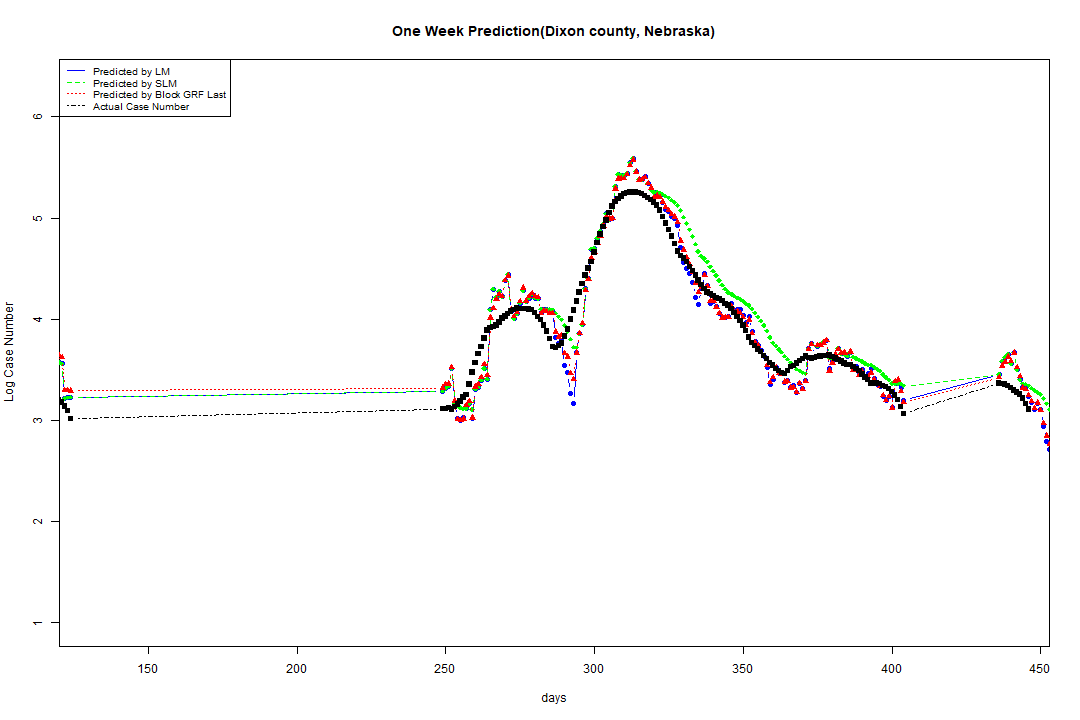 One Week Prediction(Dixon county, Nebraska)
Predicted by LM
Predicted by SLM
Predicted by Block GRF Last
Actual Case Number
6
5
4
3
2
1
Log Case Number
150 200 250 300 350 400 450
days